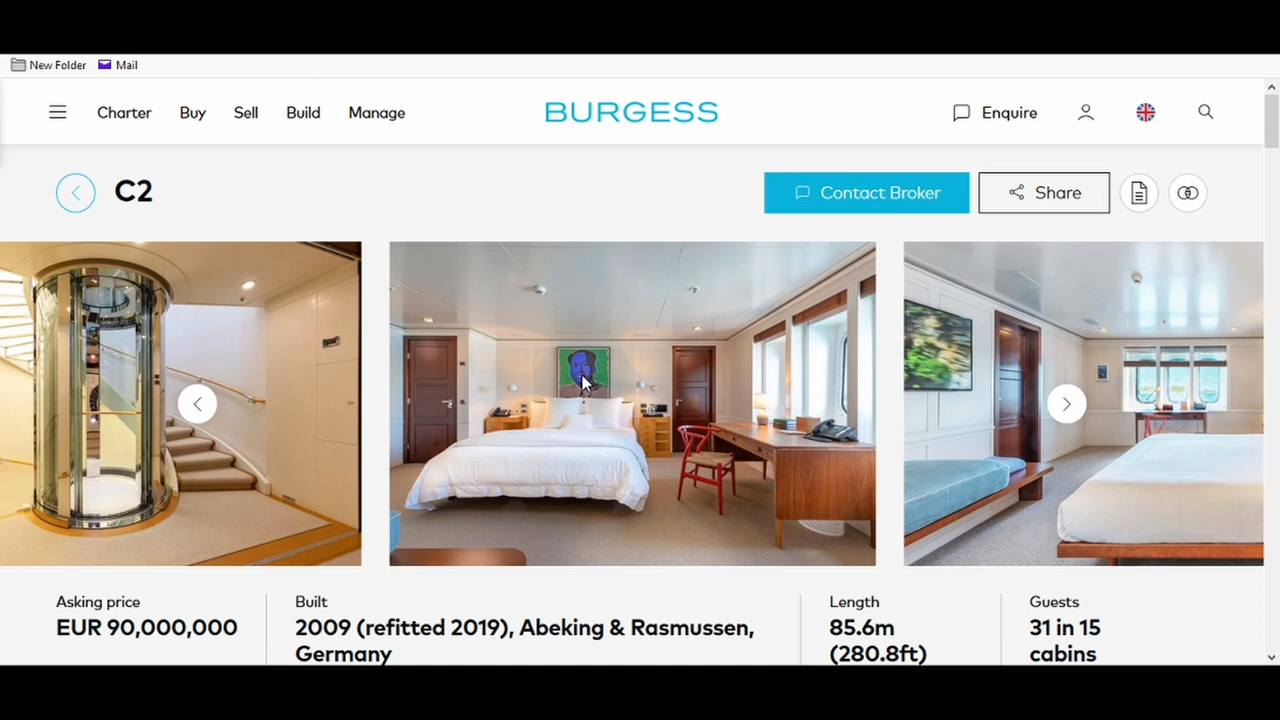 New Folder Mail
Charter Buy Sell Build Manage BURGESS Enquire
C2 Contact Broker Share
Asking price Built Length Guests
EUR 90,000,000 2009 (refitted 2019), Abeking & Rasmussen, 85.6m 31 in 15
Germany (280.8ft) cabins